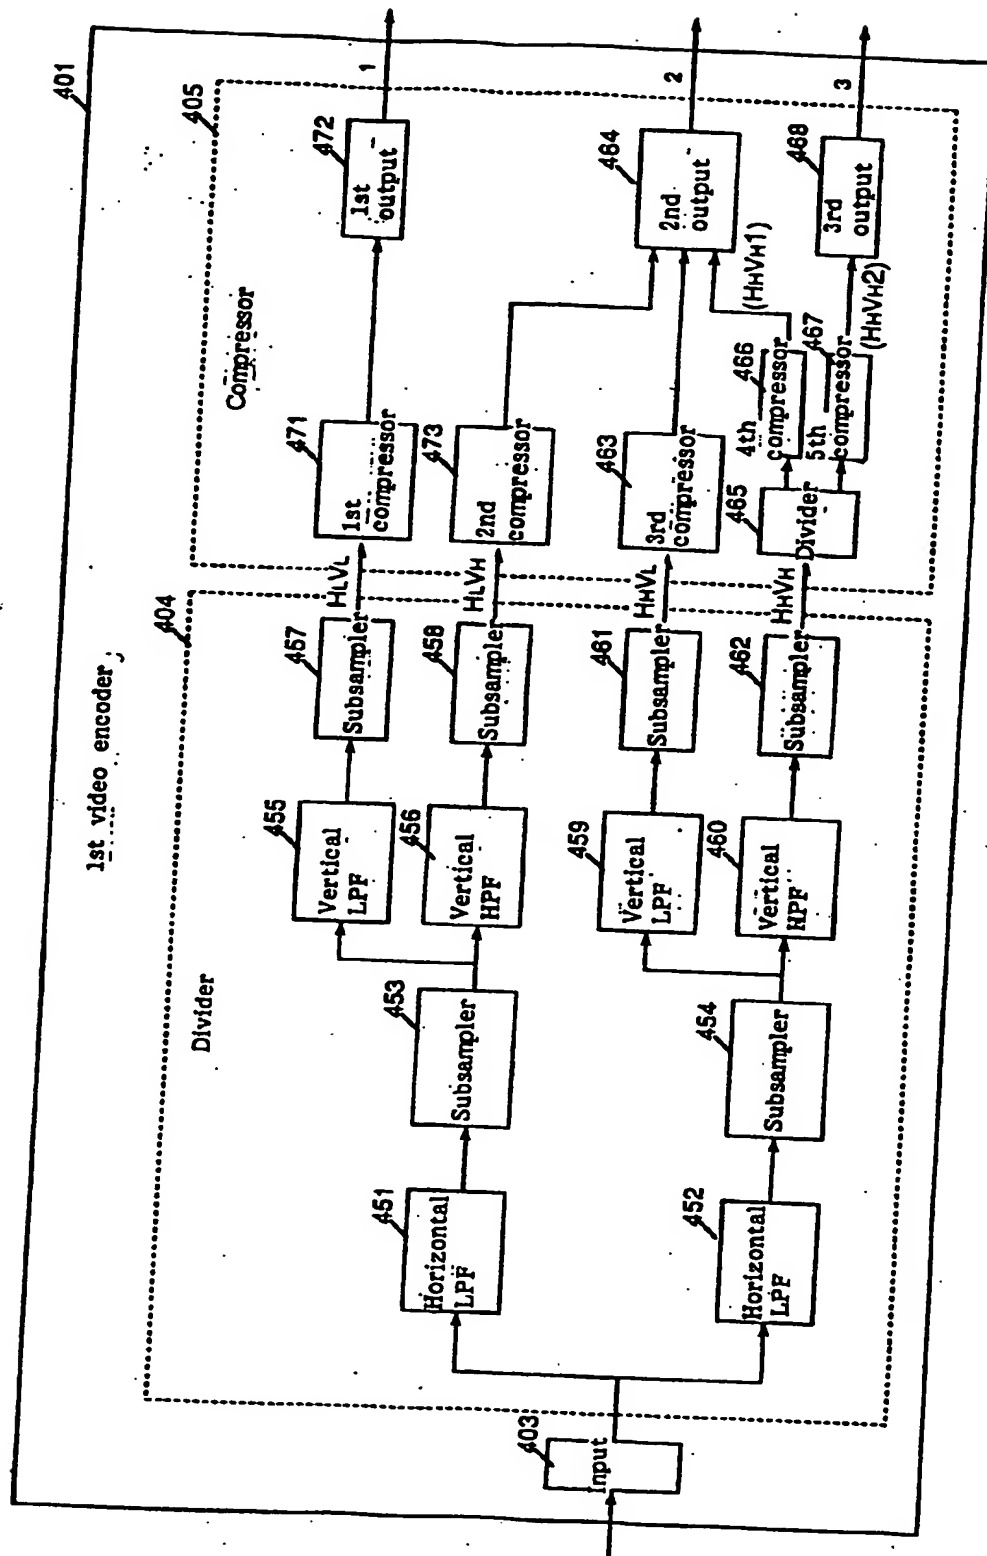 401
1st video encoder
404
Divider
405
Compressor
403
Input
451
Horizontal
LPF
453
Subsampler
455
Vertical
LPF
457
Subsampler
HLVL
471
1st
compressor
472
1st
output
1
456
Vertical
HPF
458
Subsampler
HLVH
473
2nd
compressor
464
2nd
output
2
452
Horizontal
LPF
454
Subsampler
459
Vertical
LPF
461
Subsampler
HHVL
463
3rd
compressor
460
Vertical
HPF
462
Subsampler
HHVH
465
Divider
466
4th
compressor
(HHVH1)
467
5th
compressor
(HHVH2)
468
3rd
output
3